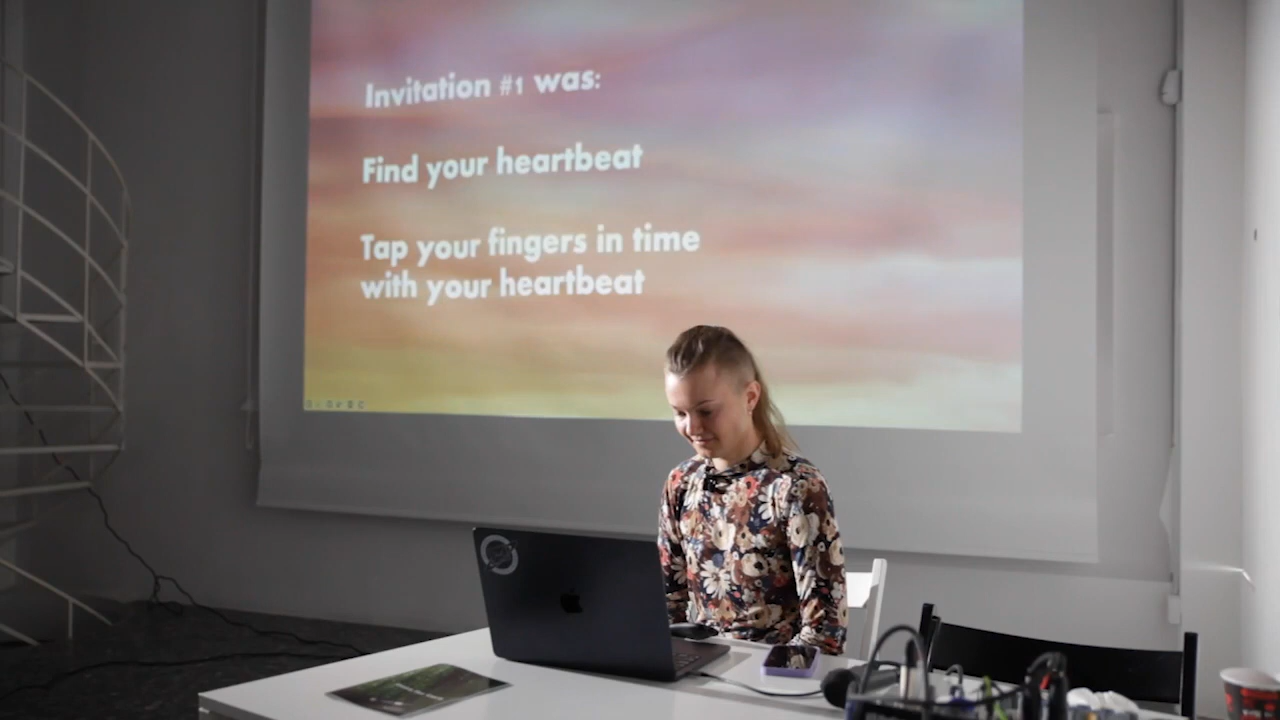 Invitation #1 was:
Find your heartbeat
Tap your fingers in time
with your heartbeat